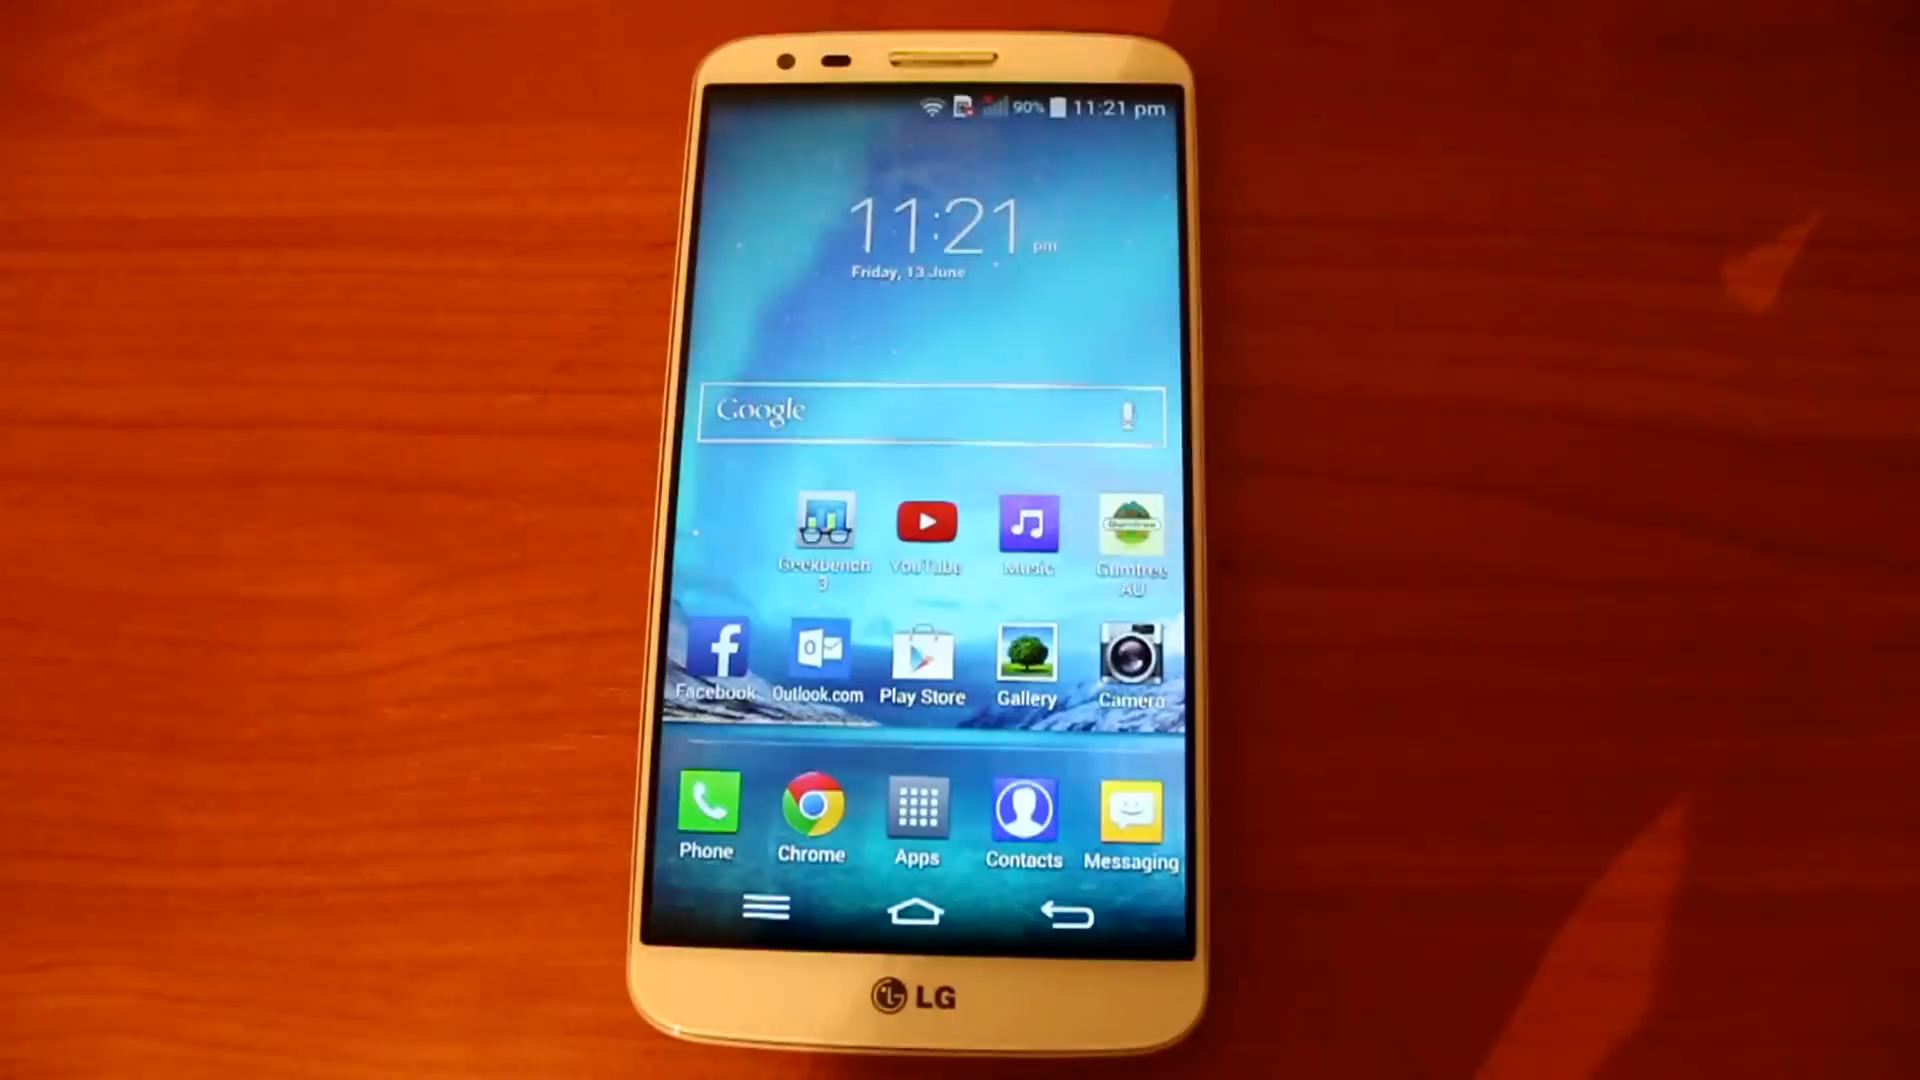 90% 11:21 pm
11:21 pm
Friday, 13 June
Google
Geekbench 3 YouTube Music Gumtree AU
Facebook Outlook.com Play Store Gallery Camera
Phone Chrome Apps Contacts Messaging
LG